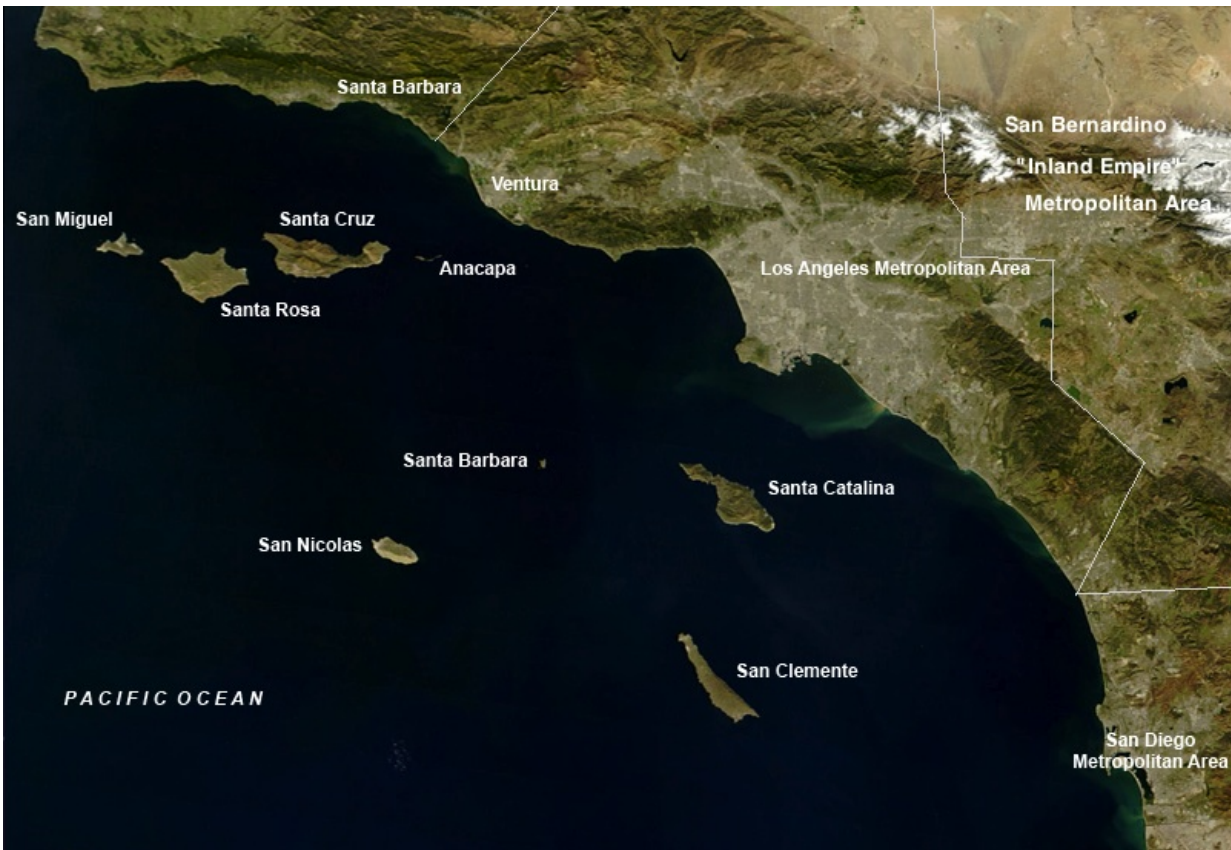 Santa Barbara
San Bernardino
"Inland Empire"
Metropolitan Area
Ventura
San Miguel
Santa Cruz
Anacapa
Los Angeles Metropolitan Area
Santa Rosa
Santa Barbara
Santa Catalina
San Nicolas
San Clemente
PACIFIC OCEAN
San Diego
Metropolitan Area